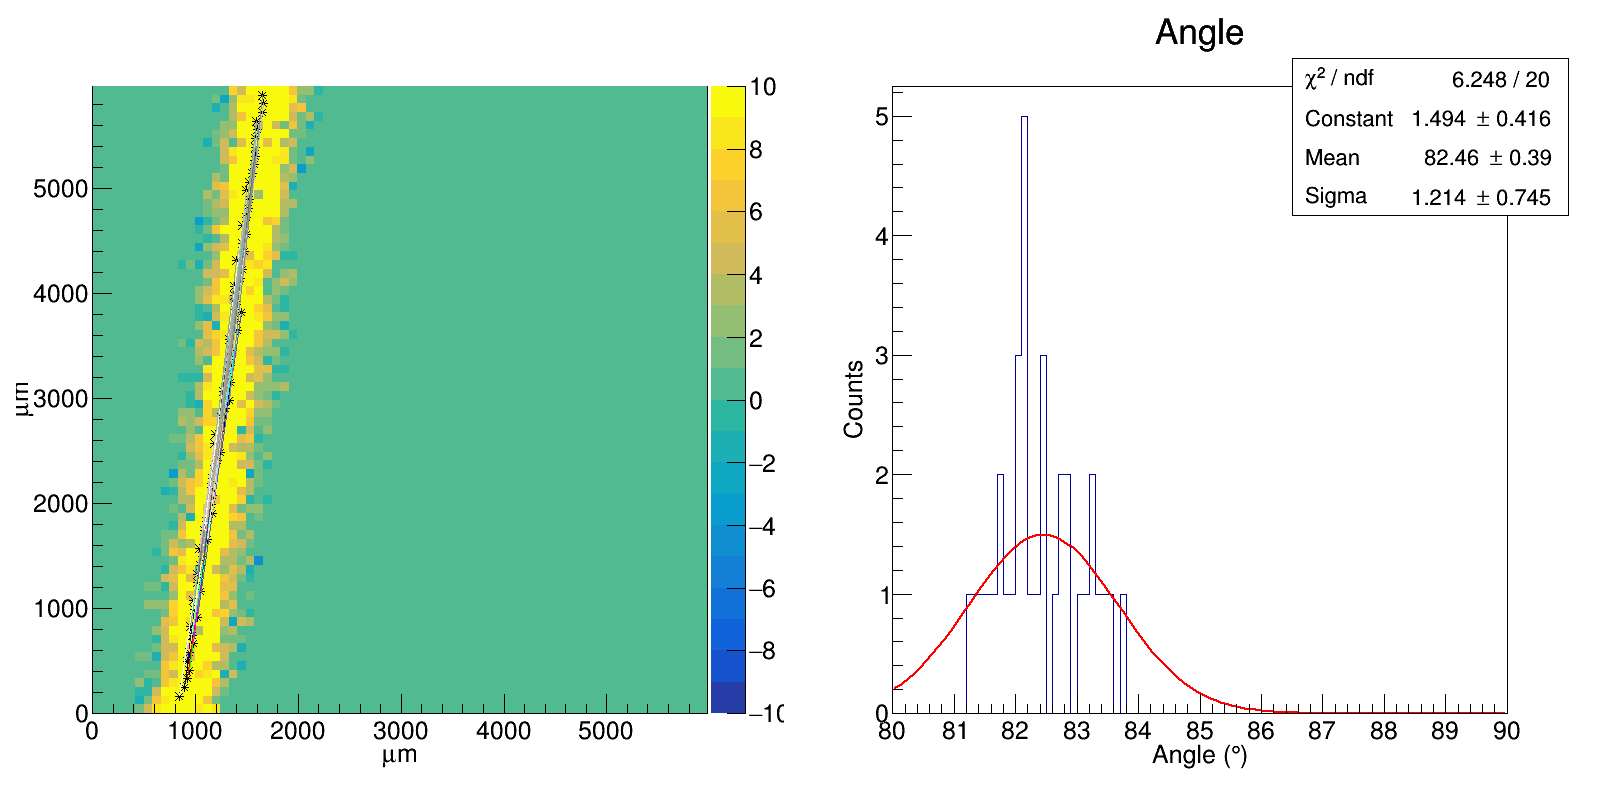 Angle
χ² / ndf 6.248 / 20
Constant 1.494 ± 0.416
Mean 82.46 ± 0.39
Sigma 1.214 ± 0.745
10
8
6
4
2
0
−2
−4
−6
−8
−10
5000
4000
3000
2000
1000
0
μm
0 1000 2000 3000 4000 5000
μm
5
4
3
2
1
0
Counts
80 81 82 83 84 85 86 87 88 89 90
Angle (°)